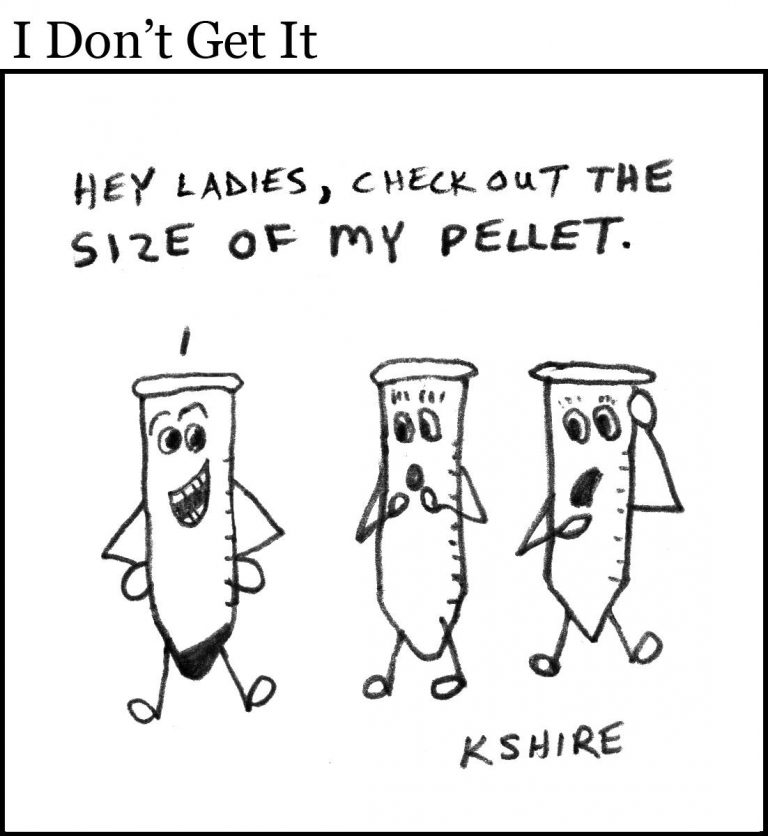 I Don’t Get It
HEY LADIES, CHECK OUT THE
SIZE OF MY PELLET.
KSHIRE